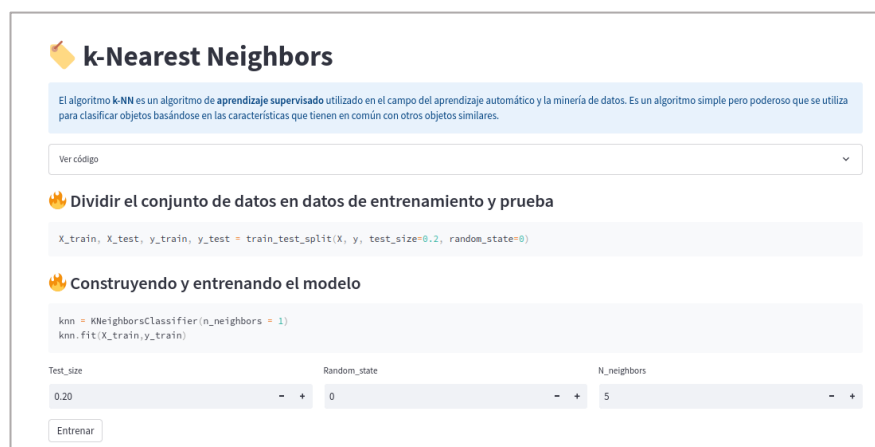 k-Nearest Neighbors
El algoritmo k-NN es un algoritmo de aprendizaje supervisado utilizado en el campo del aprendizaje automático y la minería de datos. Es un algoritmo simple pero poderoso que se utiliza
para clasificar objetos basándose en las características que tienen en común con otros objetos similares.
Ver código
Dividir el conjunto de datos en datos de entrenamiento y prueba
X_train, X_test, y_train, y_test = train_test_split(X, y, test_size=0.2, random_state=0)
Construyendo y entrenando el modelo
knn = KNeighborsClassifier(n_neighbors = 1)
knn.fit(X_train,y_train)
Test_size Random_state N_neighbors
0.20 - + 0 - + 5 - +
Entrenar